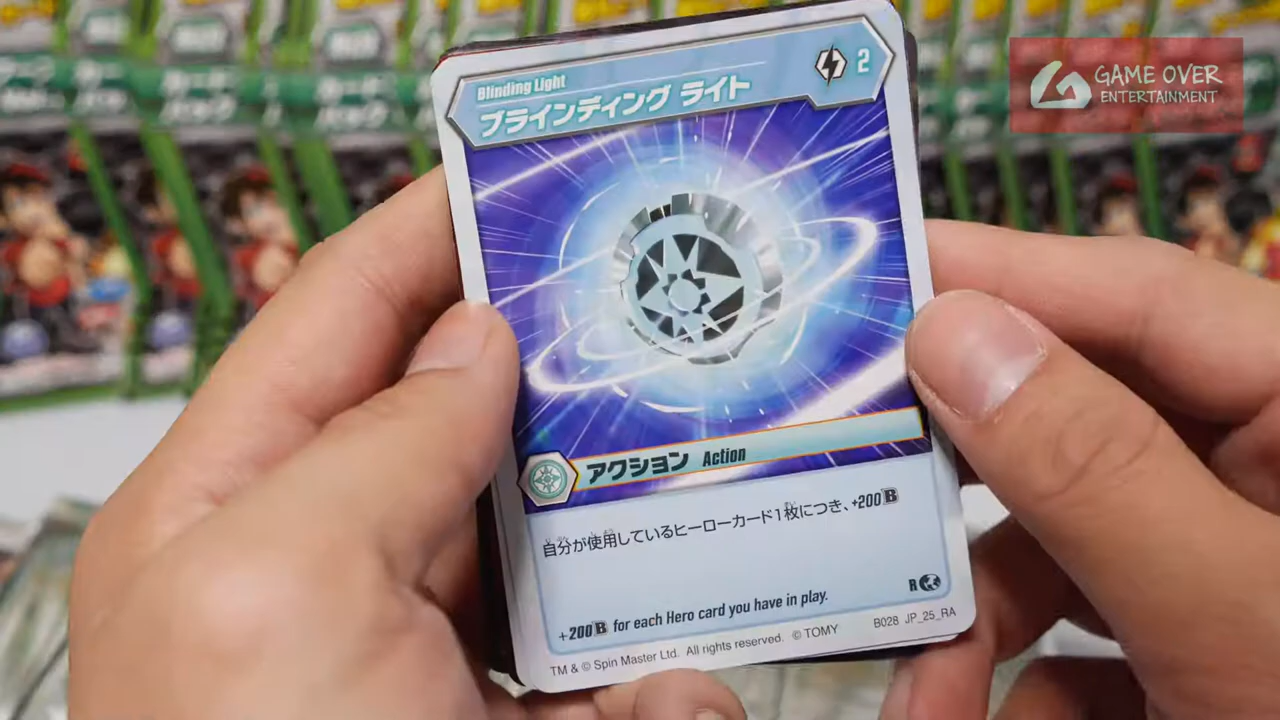 GAME OVER
ENTERTAINMENT
Blinding Light
ブラインディング ライト
2
アクション Action
自分が使用しているヒーローカード1枚につき、+200B
R
+200B for each Hero card you have in play.
B028 JP_25_RA
TM & © Spin Master Ltd. All rights reserved. © TOMY